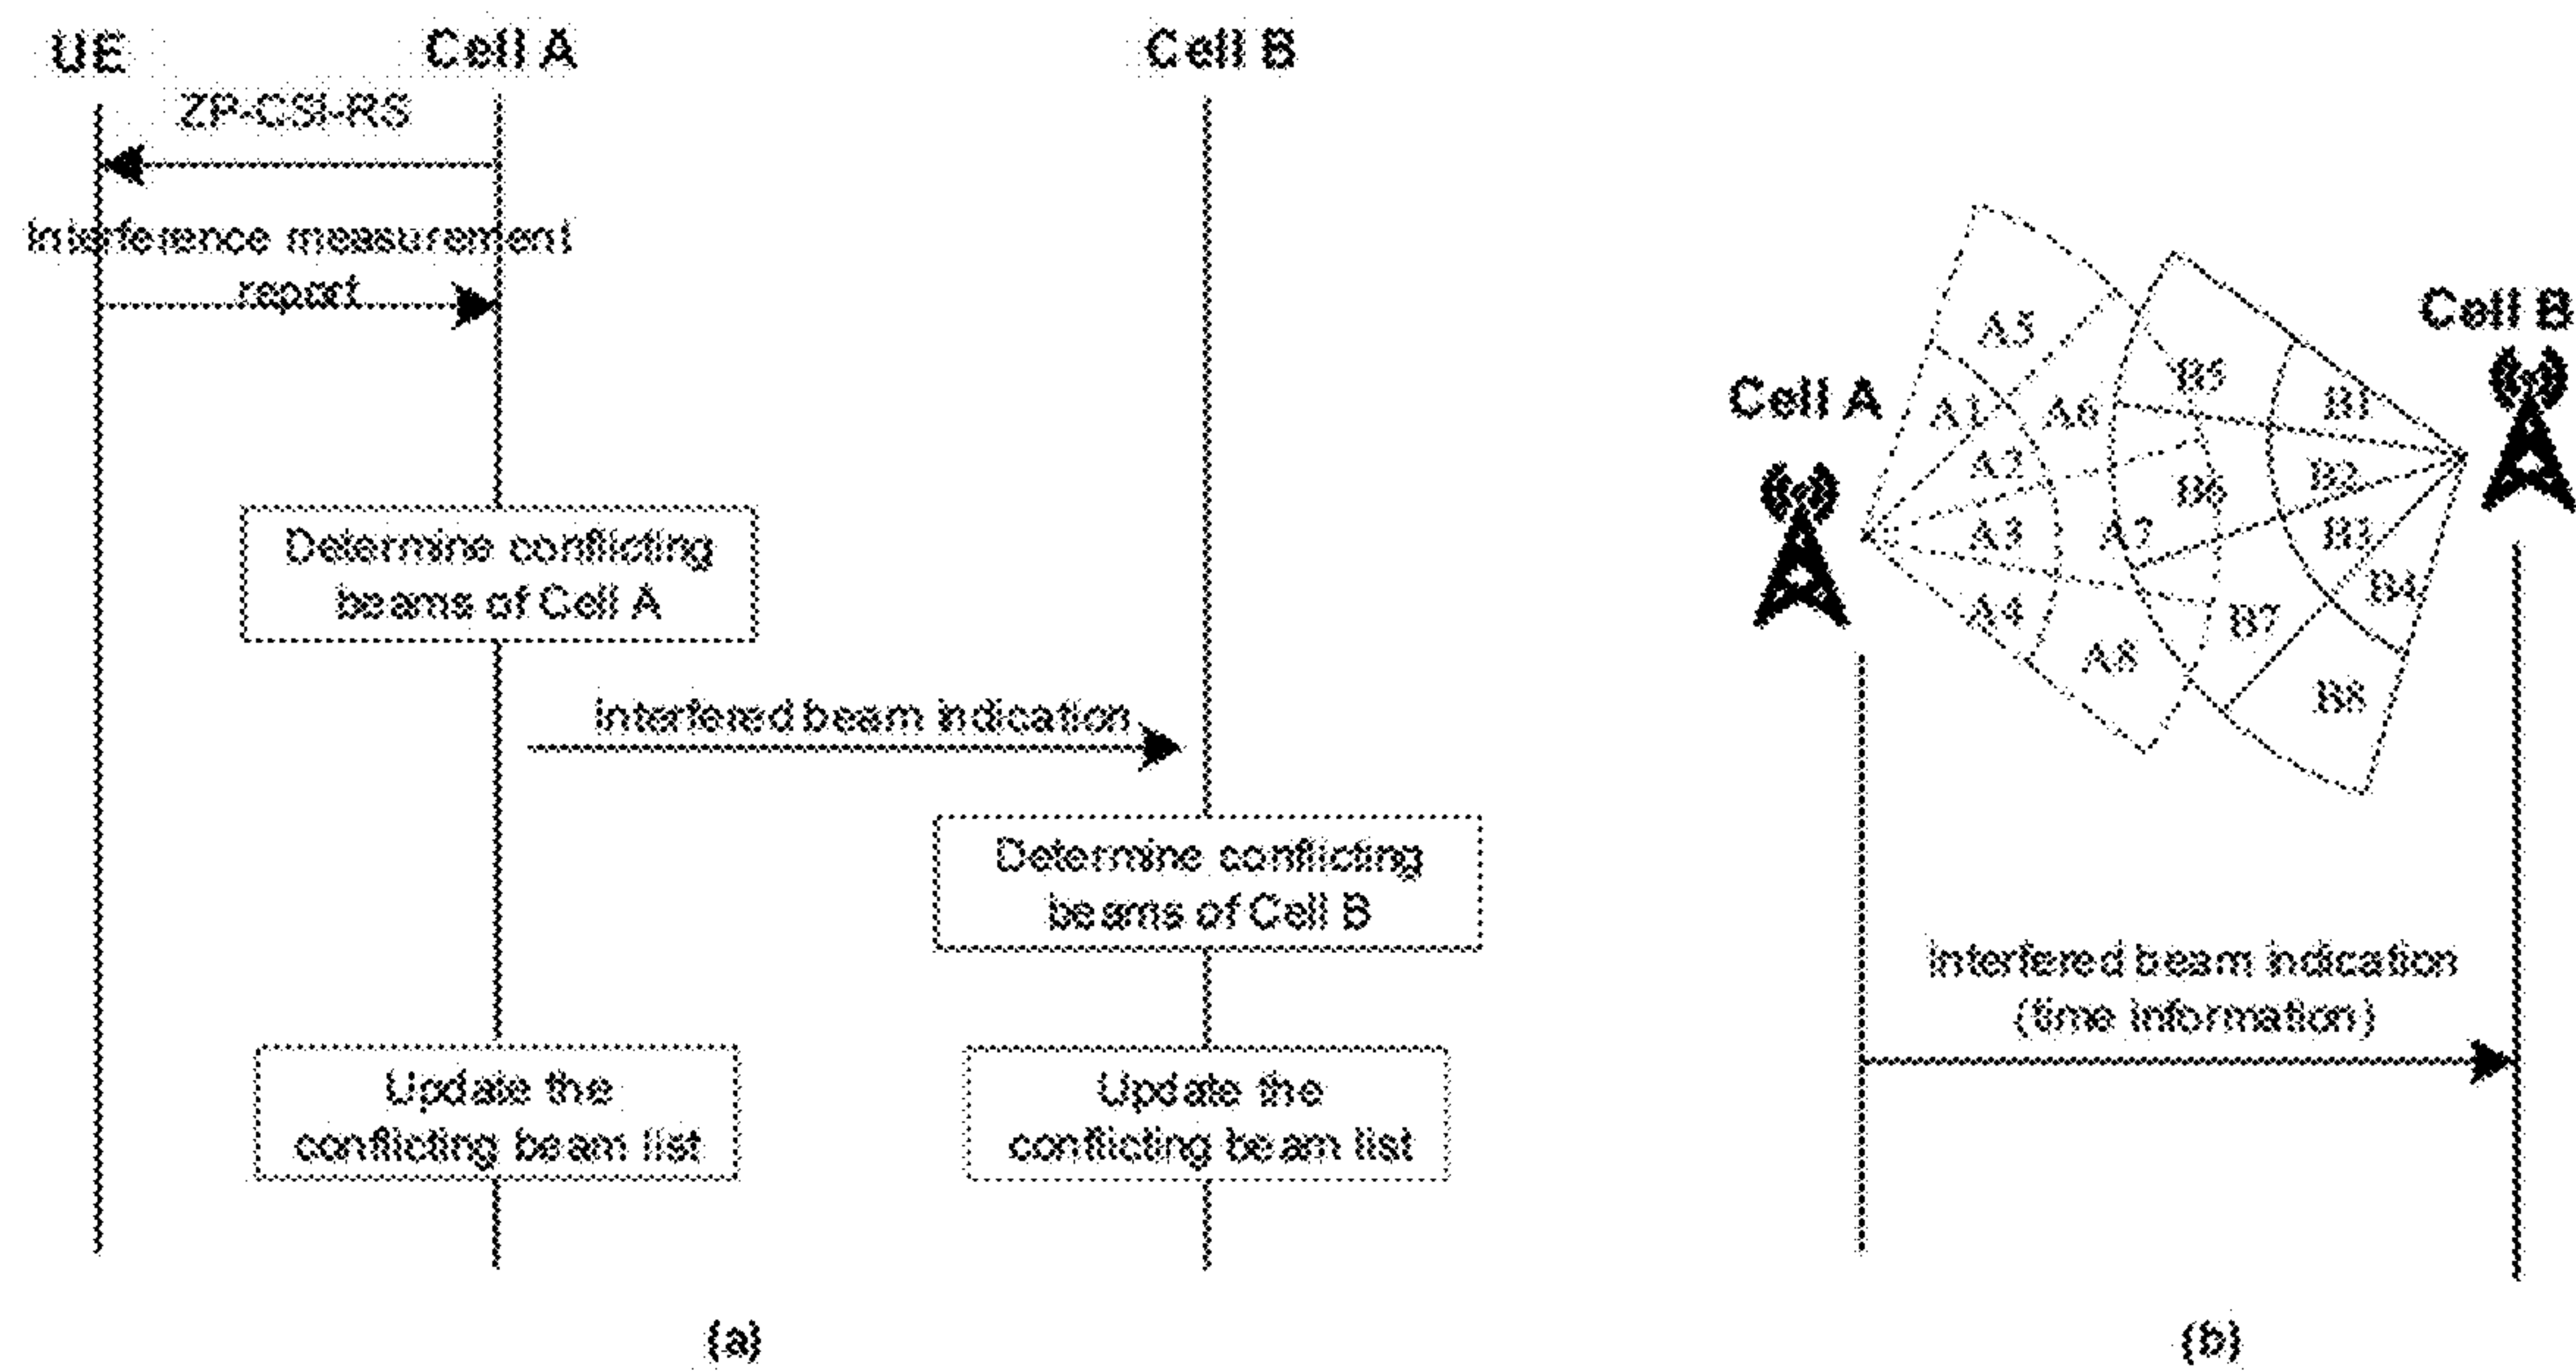 UE
Cell A
Cell B
ZP-CSI-RS
Interference measurement
report
Determine conflicting
beams of Cell A
Interfered beam indication
Determine conflicting
beams of Cell B
Update the
conflicting beam list
Update the
conflicting beam list
(a)
Cell A
Cell B
A5
A1
A6
A2
A3
A7
A4
A8
B5
B1
B6
B2
B3
B4
B7
B8
Interfered beam indication
(time information)
(b)